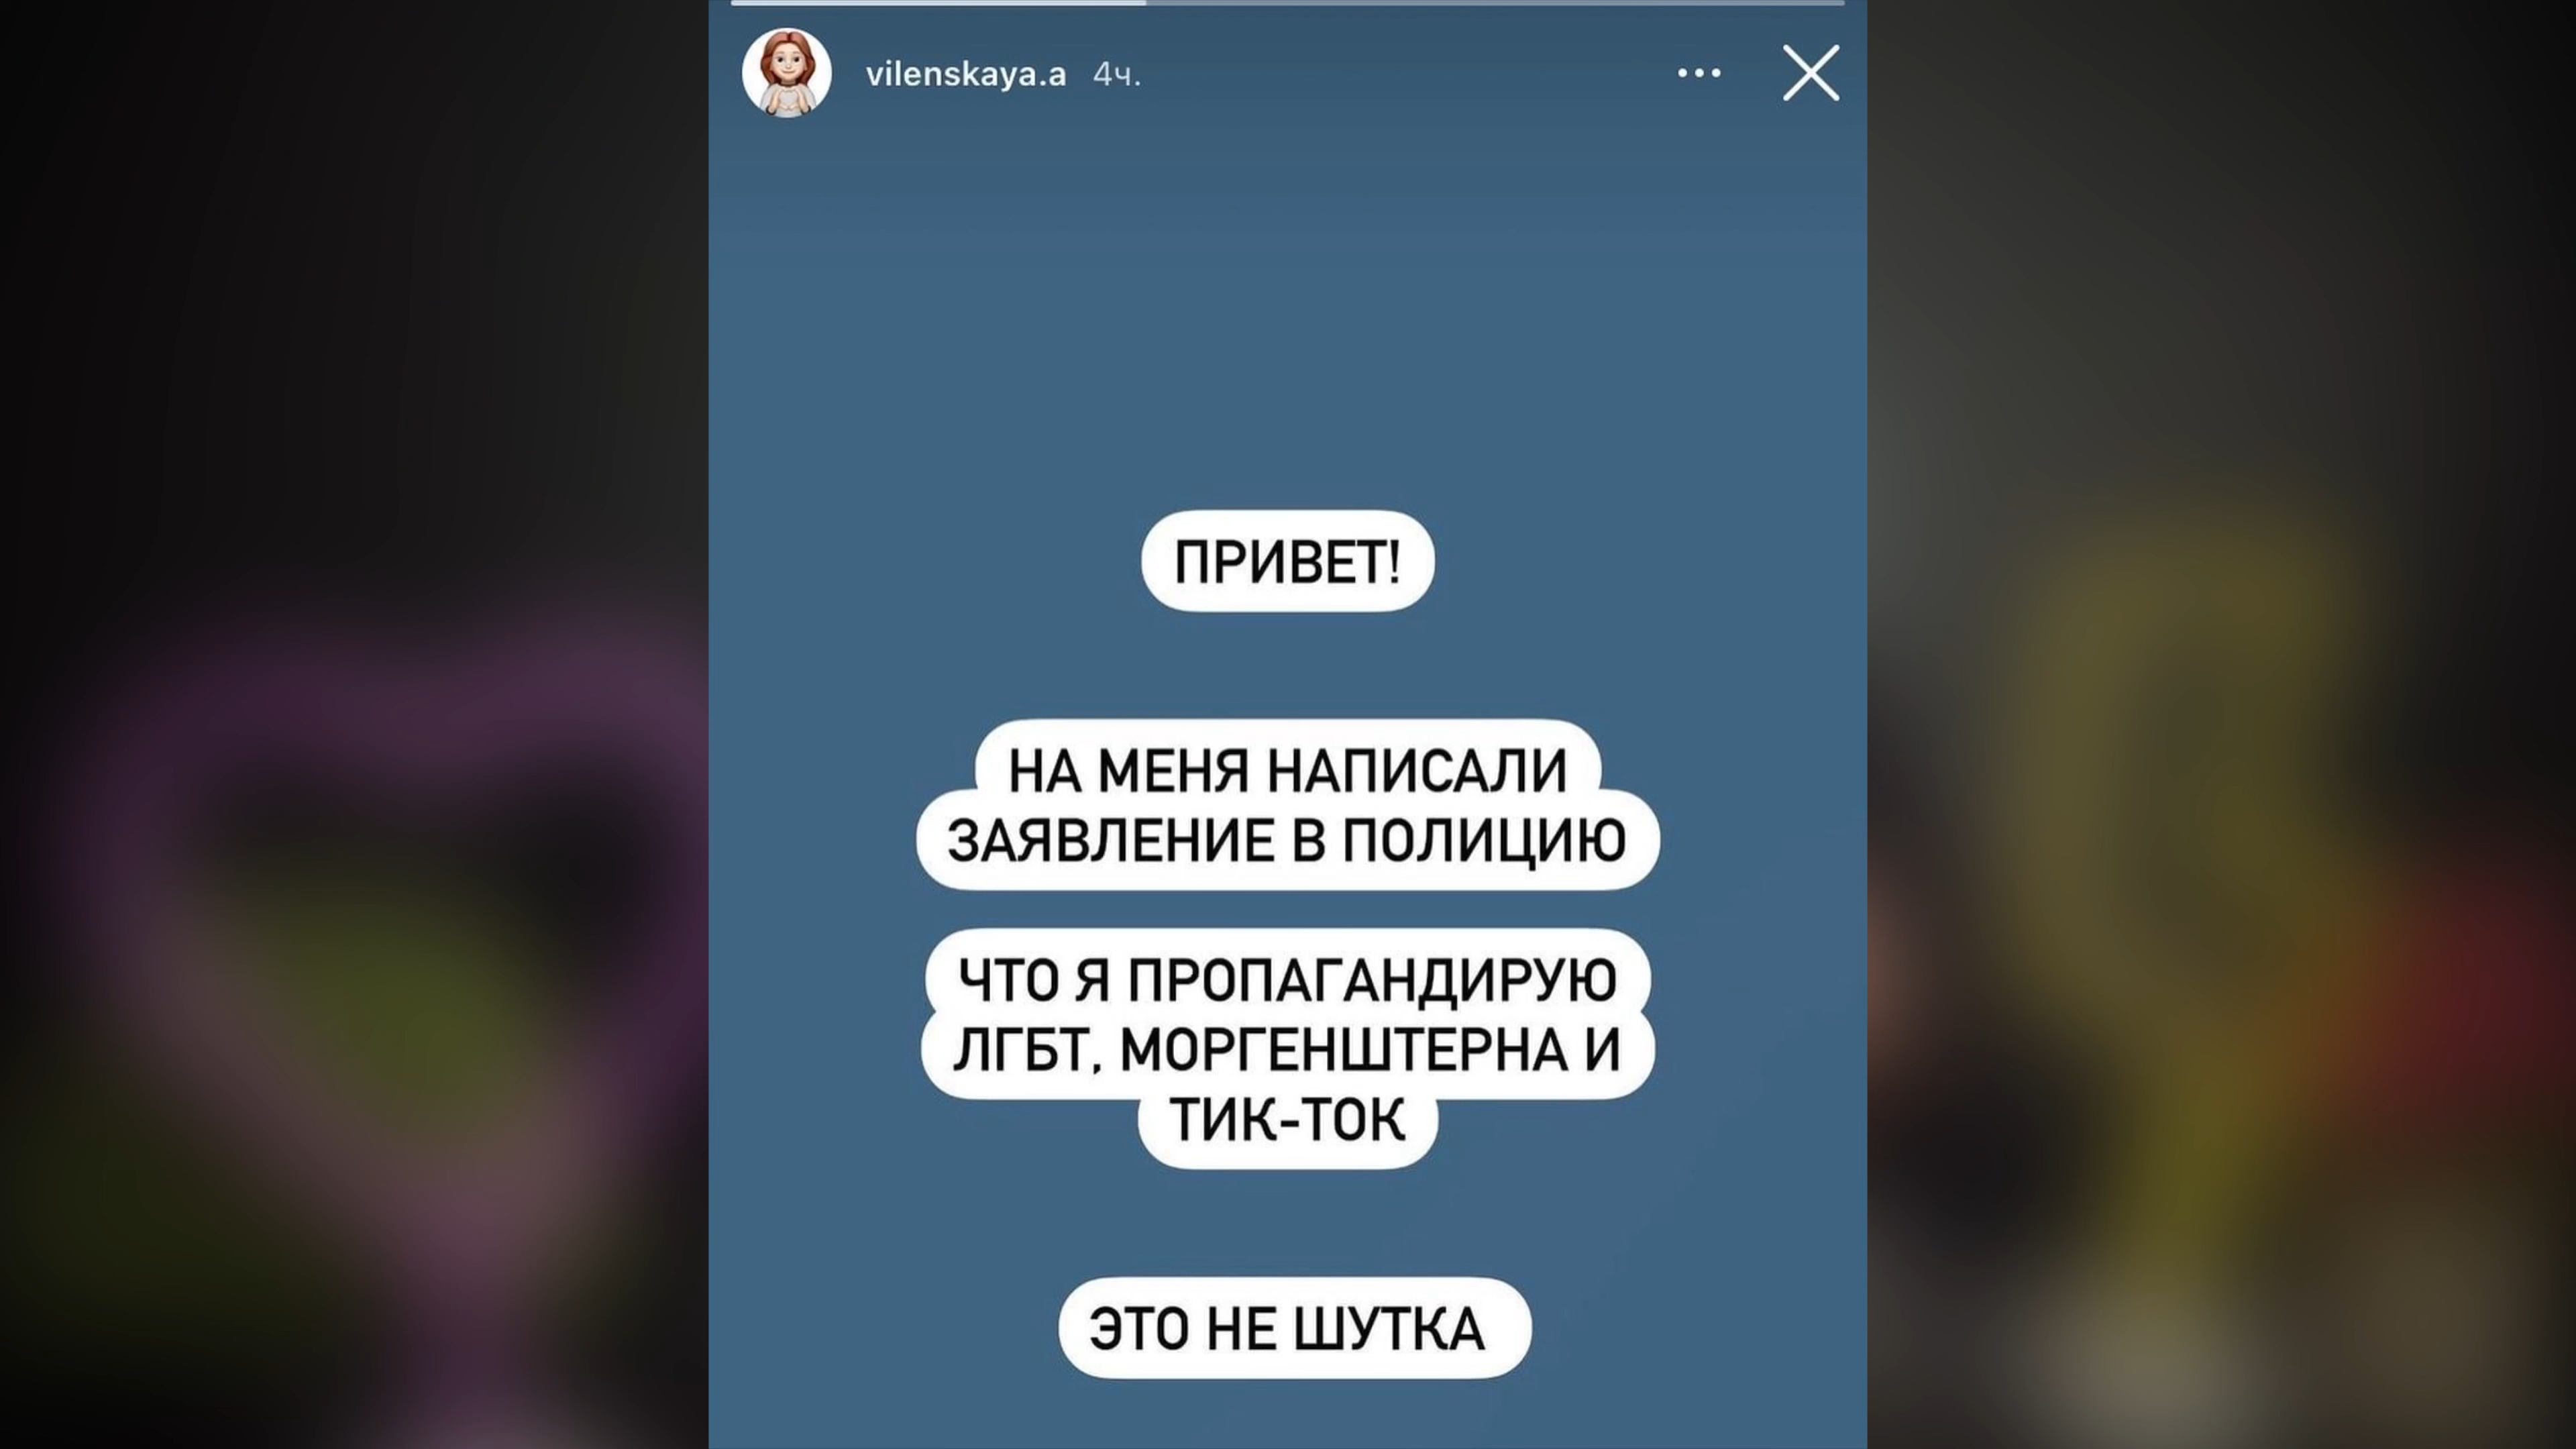 vilenskaya.a 4ч.
ПРИВЕТ!
НА МЕНЯ НАПИСАЛИ
ЗАЯВЛЕНИЕ В ПОЛИЦИЮ
ЧТО Я ПРОПАГАНДИРУЮ
ЛГБТ, МОРГЕНШТЕРНА И
ТИК-ТОК
ЭТО НЕ ШУТКА